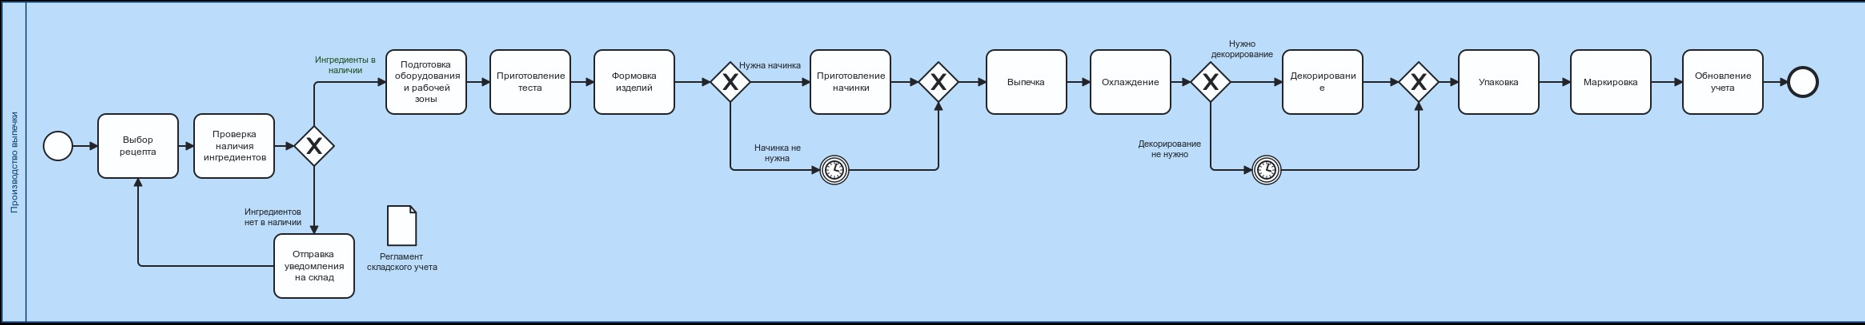 Производство выпечки
Выбор
рецепта
Проверка
наличия
ингредиентов
Ингредиенты в
наличии
Ингредиентов
нет в наличии
Отправка
уведомления
на склад
Регламент
складского учета
Подготовка
оборудования
и рабочей
зоны
Приготовление
теста
Формовка
изделий
Нужна начинка
Начинка не
нужна
Приготовление
начинки
Выпечка
Охлаждение
Нужно
декорирование
Декорирование
не нужно
Декорировани
е
Упаковка
Маркировка
Обновление
учета